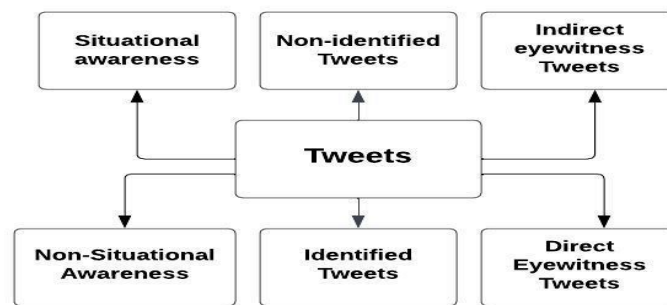 Situational
awareness
Non-identified
Tweets
Indirect
eyewitness
Tweets
Tweets
Non-Situational
Awareness
Identified
Tweets
Direct
Eyewitness
Tweets